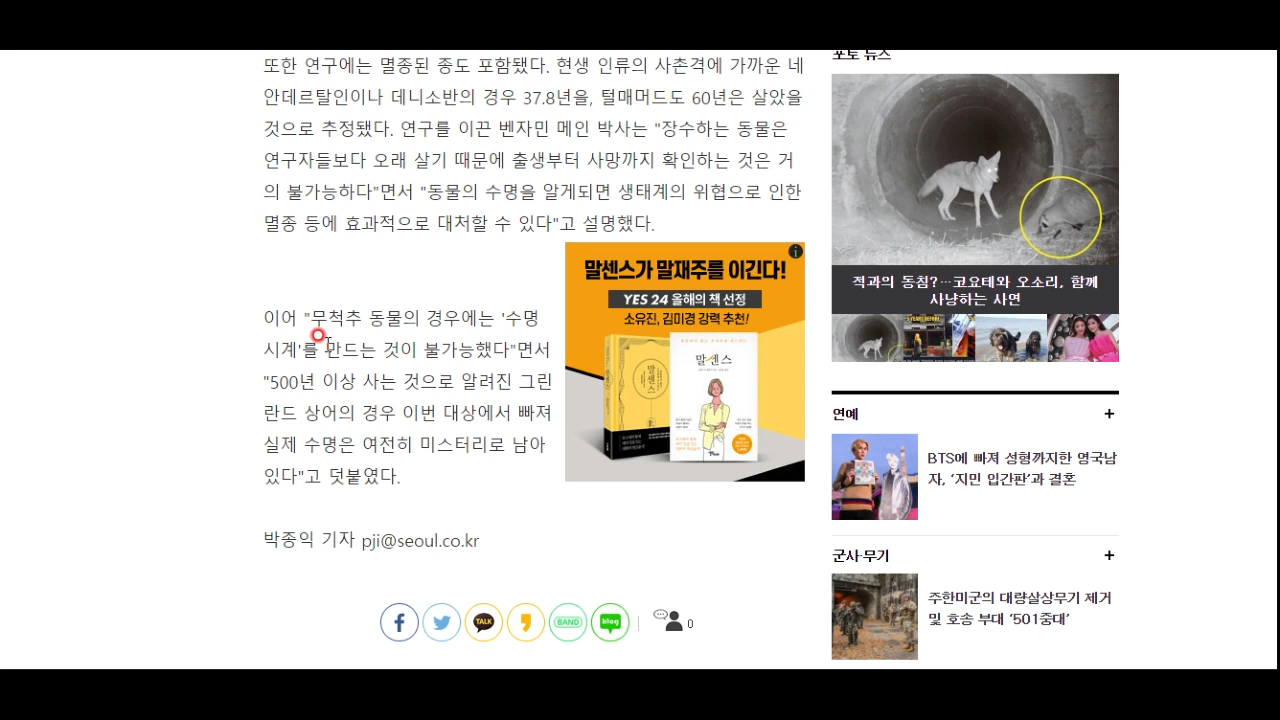 또한 연구에는 멸종된 종도 포함됐다. 현생 인류의 사촌격에 가까운 네
안데르탈인이나 데니소반의 경우 37.8년을, 털매머드도 60년은 살았을
것으로 추정됐다. 연구를 이끈 벤자민 메인 박사는 "장수하는 동물은
연구자들보다 오래 살기 때문에 출생부터 사망까지 확인하는 것은 거
의 불가능하다"면서 "동물의 수명을 알게되면 생태계의 위협으로 인한
멸종 등에 효과적으로 대처할 수 있다"고 설명했다.
이어 "무척추 동물의 경우에는 '수명
시계'를 만드는 것이 불가능했다"면서
"500년 이상 사는 것으로 알려진 그린
란드 상어의 경우 이번 대상에서 빠져
실제 수명은 여전히 미스터리로 남아
있다"고 덧붙였다.
말센스가 말재주를 이긴다!
YES 24 올해의 책 선정
소유진, 김미경 강력 추천!
말센스
말센스
박종익 기자 pji@seoul.co.kr
TALK
BAND
blog
0
포토 뉴스
적과의 동침?…코요테와 오소리, 함께
사냥하는 사연
연예
+
BTS에 빠져 성형까지한 영국남
자, ‘지민 입간판’과 결혼
군사·무기
+
주한미군의 대량살상무기 제거
및 호송 부대 ‘501중대’